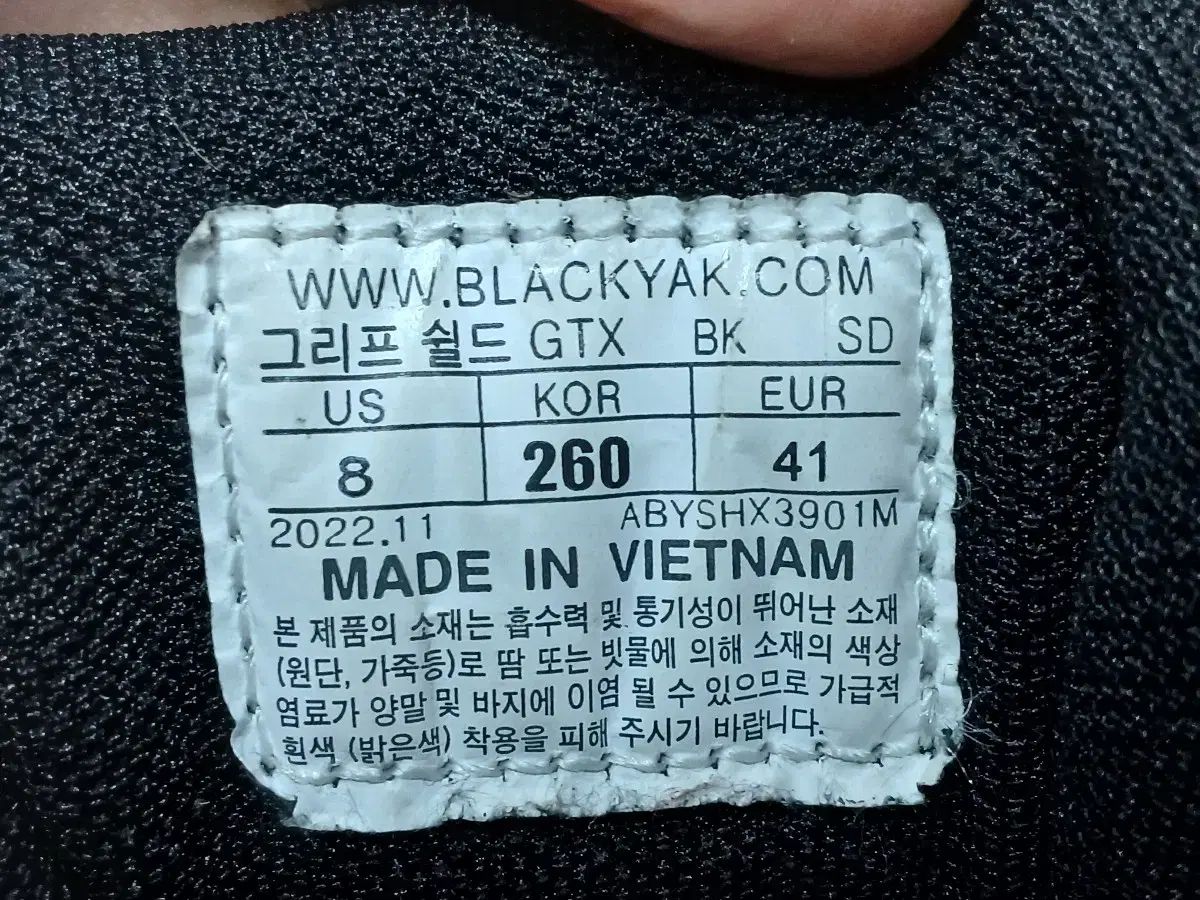 WWW.BLACKYAK.COM
그리프 쉴드 GTX BK SD
US KOR EUR
8 260 41
2022.11 ABYSHX3901M
MADE IN VIETNAM
본 제품의 소재는 흡수력 및 통기성이 뛰어난 소재
(원단, 가죽등)로 땀 또는 빗물에 의해 소재의 색상
염료가 양말 및 바지에 이염 될 수 있으므로 가급적
흰색 (밝은색) 착용을 피해 주시기 바랍니다.